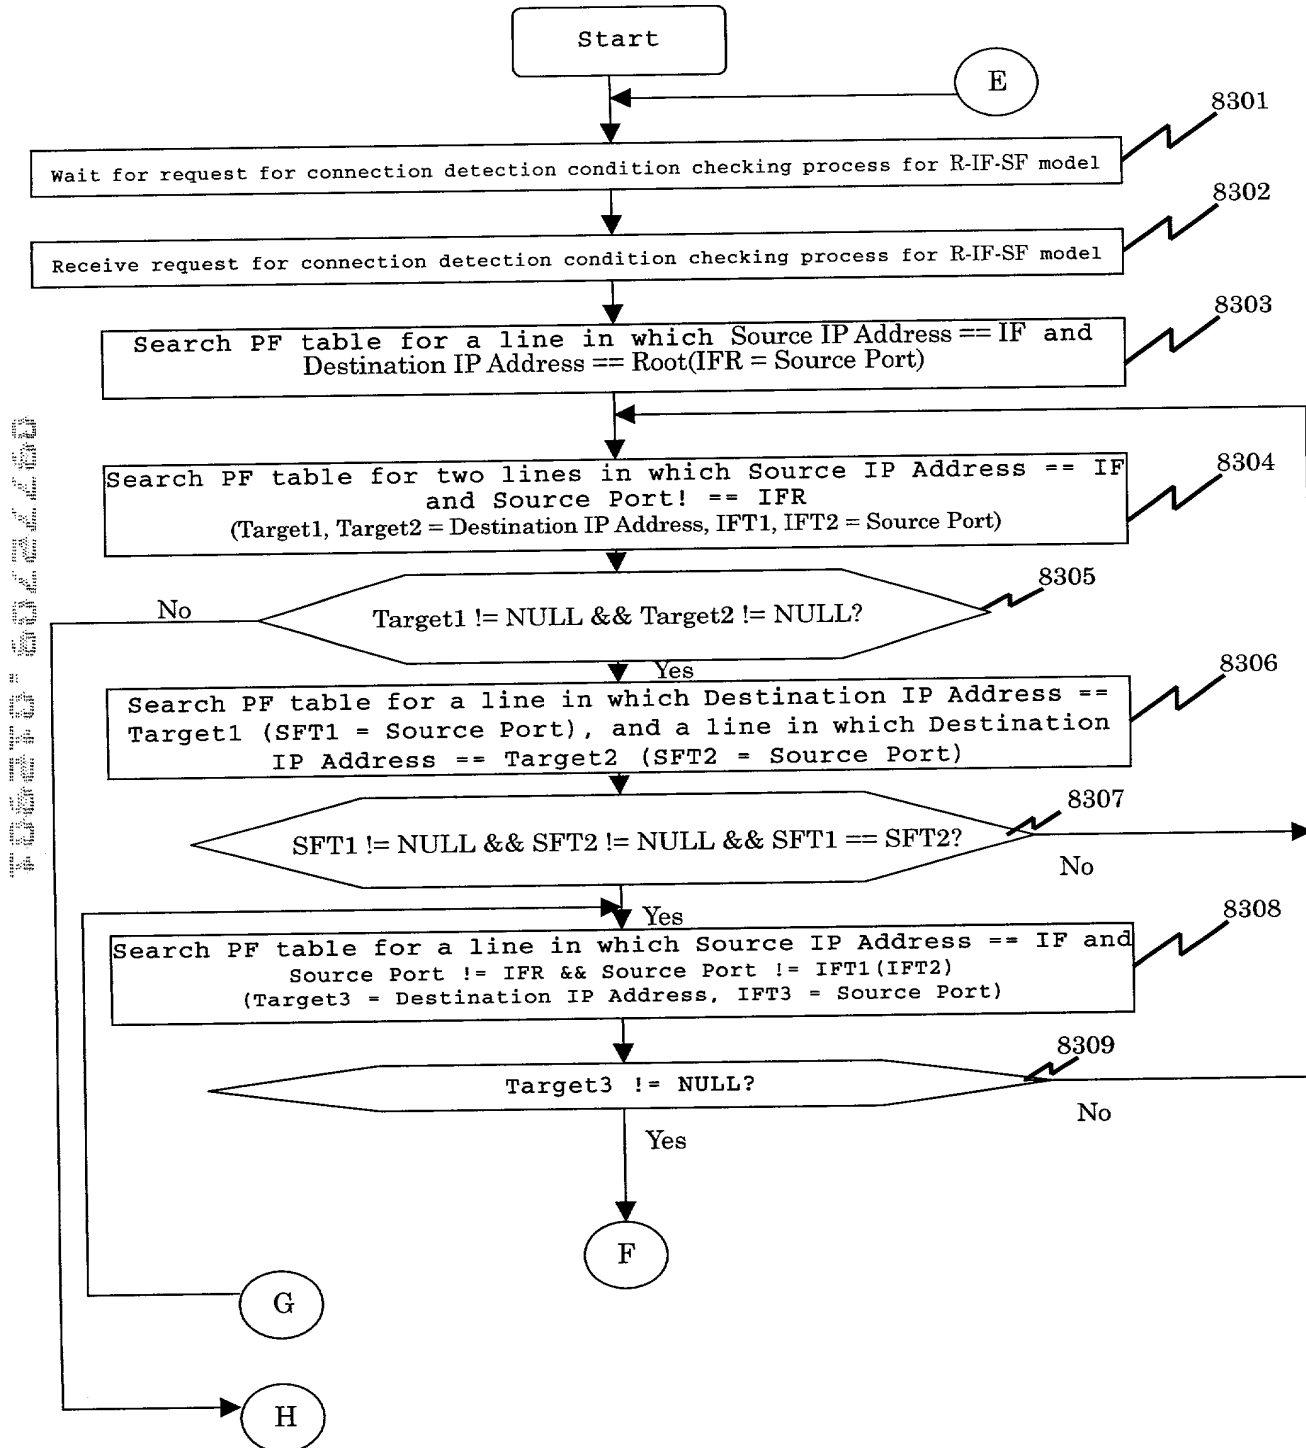 Start
E
8301
Wait for request for connection detection condition checking process for R-IF-SF model
8302
Receive request for connection detection condition checking process for R-IF-SF model
8303
Search PF table for a line in which Source IP Address == IF and
Destination IP Address == Root(IFR = Source Port)
8304
Search PF table for two lines in which Source IP Address == IF
and Source Port! == IFR
(Target1, Target2 = Destination IP Address, IFT1, IFT2 = Source Port)
8305
No
Target1 != NULL && Target2 != NULL?
Yes
8306
Search PF table for a line in which Destination IP Address ==
Target1 (SFT1 = Source Port), and a line in which Destination
IP Address == Target2 (SFT2 = Source Port)
8307
SFT1 != NULL && SFT2 != NULL && SFT1 == SFT2?
No
Yes
8308
Search PF table for a line in which Source IP Address == IF and
Source Port != IFR && Source Port != IFT1(IFT2)
(Target3 = Destination IP Address, IFT3 = Source Port)
8309
Target3 != NULL?
No
Yes
F
G
H